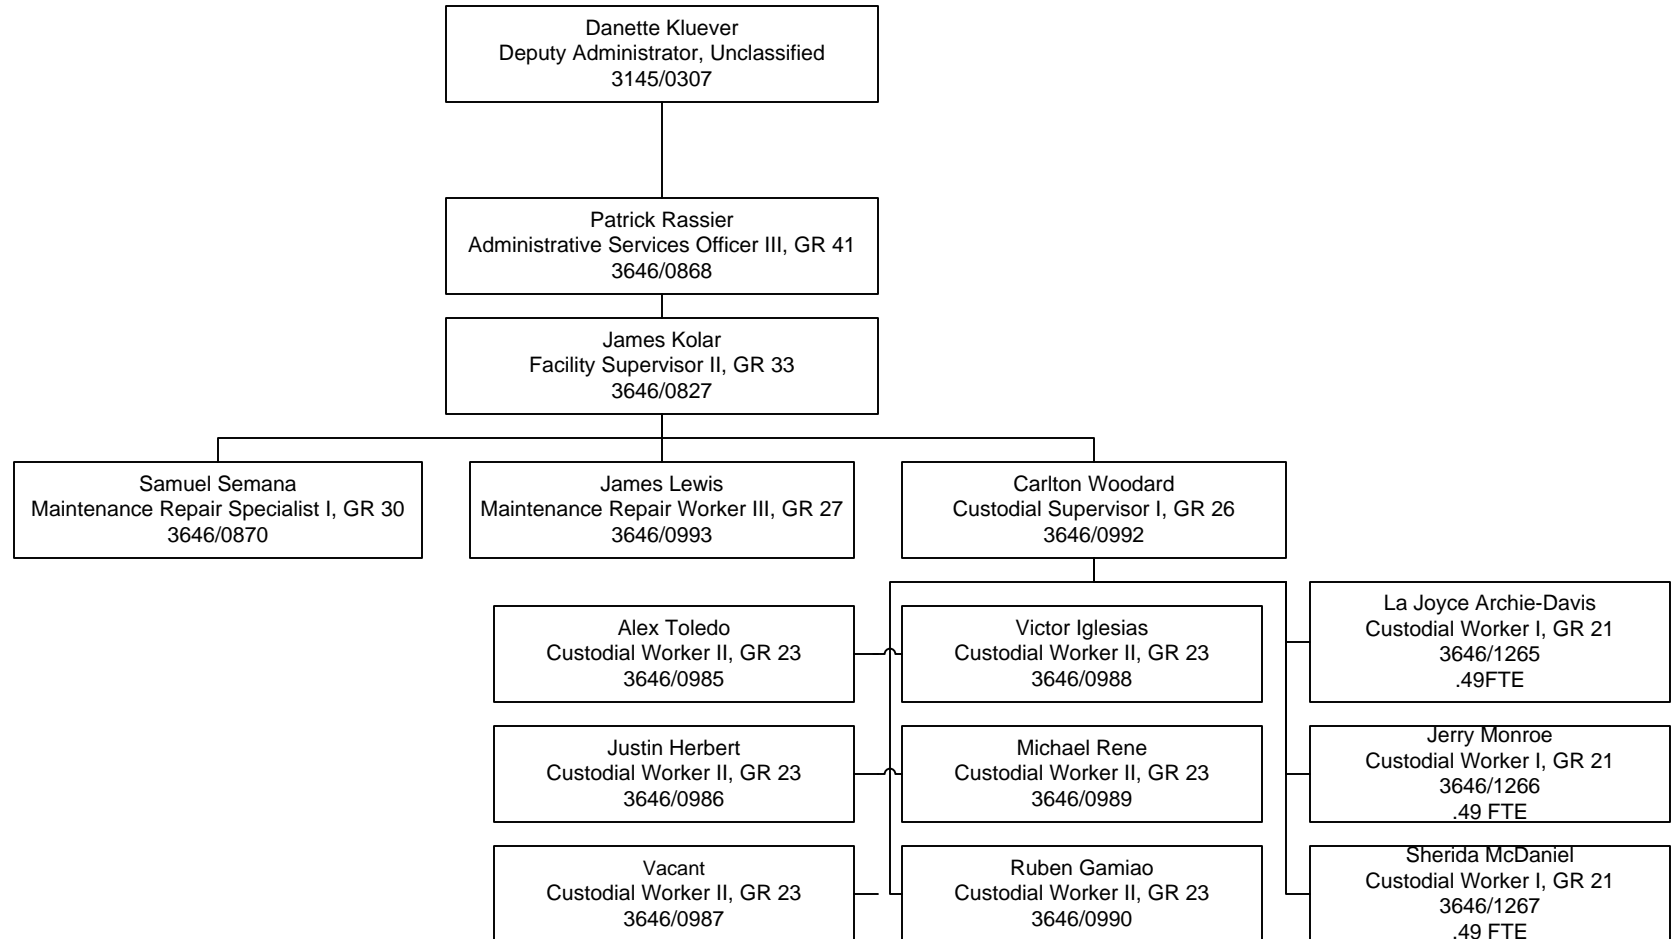 Danette Kluever
Deputy Administrator, Unclassified
3145/0307
Patrick Rassier
Administrative Services Officer III, GR 41
3646/0868
James Kolar
Facility Supervisor II, GR 33
3646/0827
Samuel Semana
Maintenance Repair Specialist I, GR 30
3646/0870
James Lewis
Maintenance Repair Worker III, GR 27
3646/0993
Carlton Woodard
Custodial Supervisor I, GR 26
3646/0992
Alex Toledo
Custodial Worker II, GR 23
3646/0985
Victor Iglesias
Custodial Worker II, GR 23
3646/0988
La Joyce Archie-Davis
Custodial Worker I, GR 21
3646/1265
.49FTE
Justin Herbert
Custodial Worker II, GR 23
3646/0986
Michael Rene
Custodial Worker II, GR 23
3646/0989
Jerry Monroe
Custodial Worker I, GR 21
3646/1266
.49 FTE
Vacant
Custodial Worker II, GR 23
3646/0987
Ruben Gamiao
Custodial Worker II, GR 23
3646/0990
Sherida McDaniel
Custodial Worker I, GR 21
3646/1267
.49 FTE